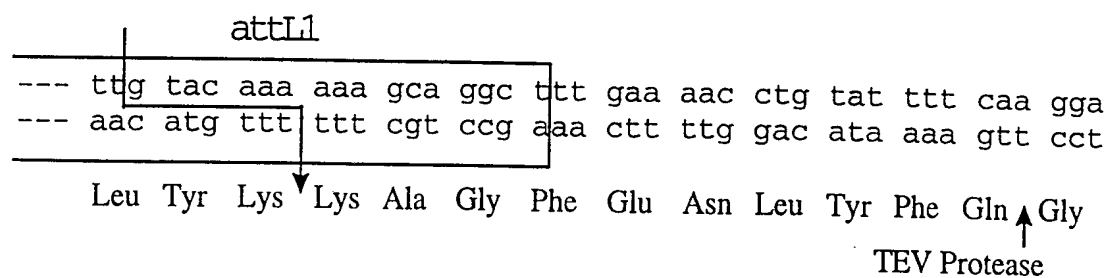 attL1
--- ttg tac aaa aaa gca ggc ttt gaa aac ctg tat ttt caa gga
--- aac atg ttt ttt cgt ccg aaa ctt ttg gac ata aaa gtt cct
Leu Tyr Lys Lys Ala Gly Phe Glu Asn Leu Tyr Phe Gln Gly
TEV Protease